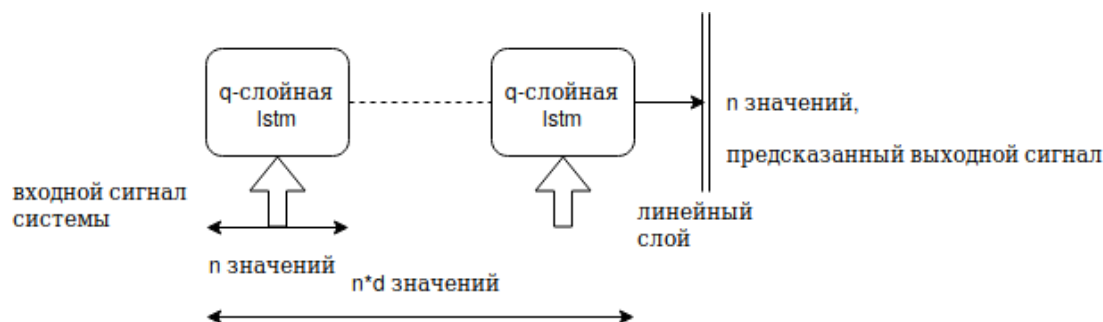 q-слойная
lstm
q-слойная
lstm
n значений,
предсказанный выходной сигнал
входной сигнал
системы
линейный
слой
n значений
n*d значений